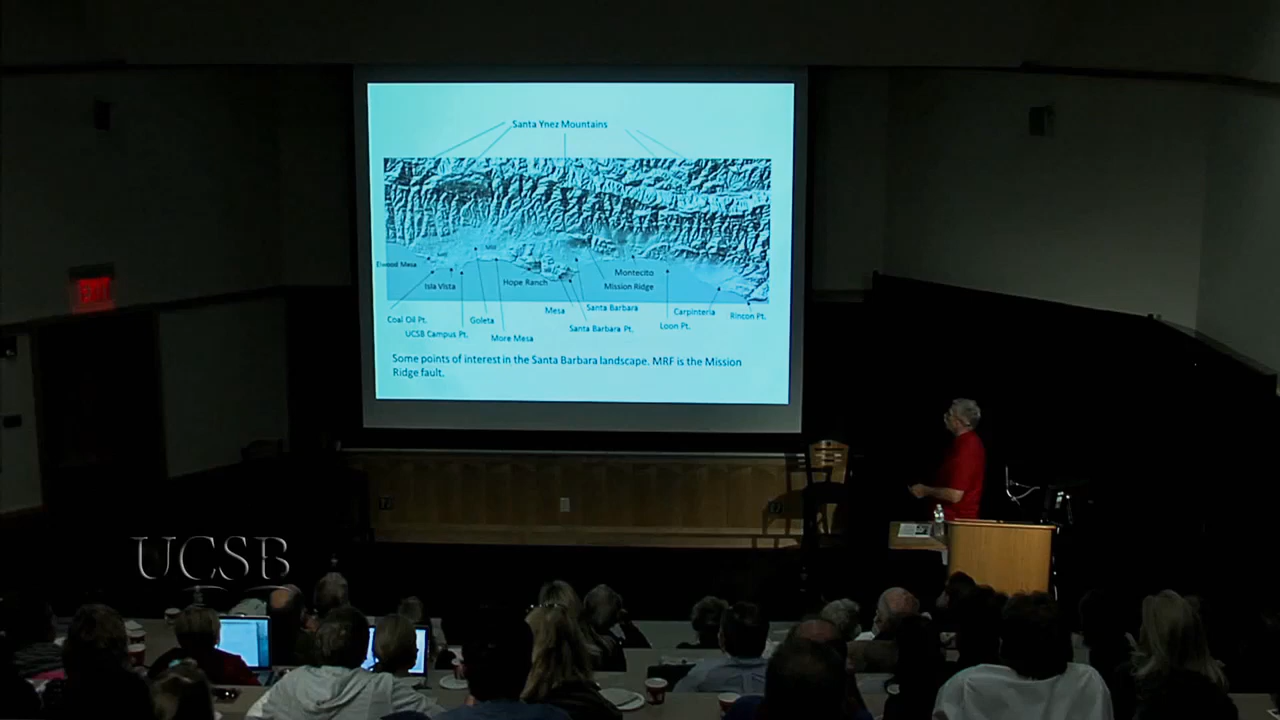 Santa Ynez Mountains
Elwood Mesa
Isla Vista
Hope Ranch
Montecito
Mission Ridge
Coal Oil Pt.
Goleta
Mesa
Santa Barbara
Carpinteria
Rincon Pt.
UCSB Campus Pt.
More Mesa
Santa Barbara Pt.
Loon Pt.
Some points of interest in the Santa Barbara landscape. MRF is the Mission
Ridge fault.
EXIT
UCSB